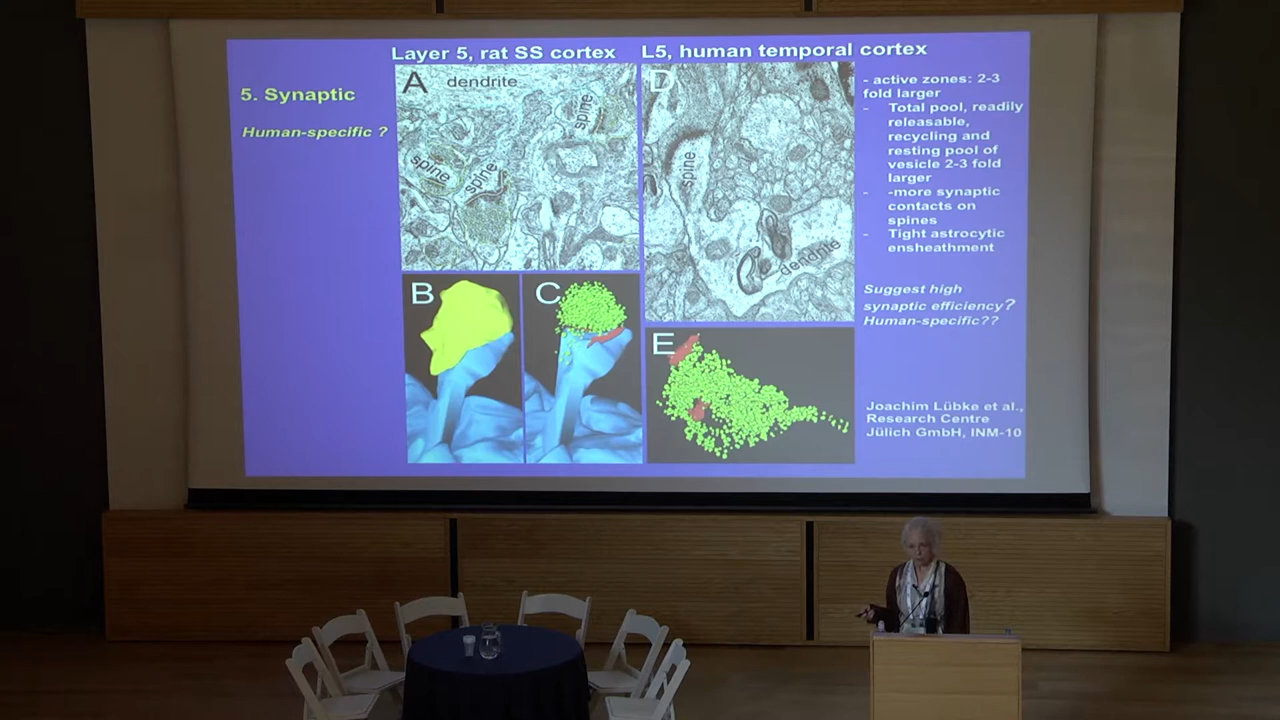 Layer 5, rat SS cortex
L5, human temporal cortex
5. Synaptic
Human-specific ?
A
dendrite
spine
spine
spine
B
C
D
spine
dendrite
E
- active zones: 2-3
fold larger
- Total pool, readily
releasable,
recycling and
resting pool of
vesicle 2-3 fold
larger
- -more synaptic
contacts on
spines
- Tight astrocytic
ensheathment
Suggest high
synaptic efficiency?
Human-specific??
Joachim Lübke et al.,
Research Centre
Jülich GmbH, INM-10